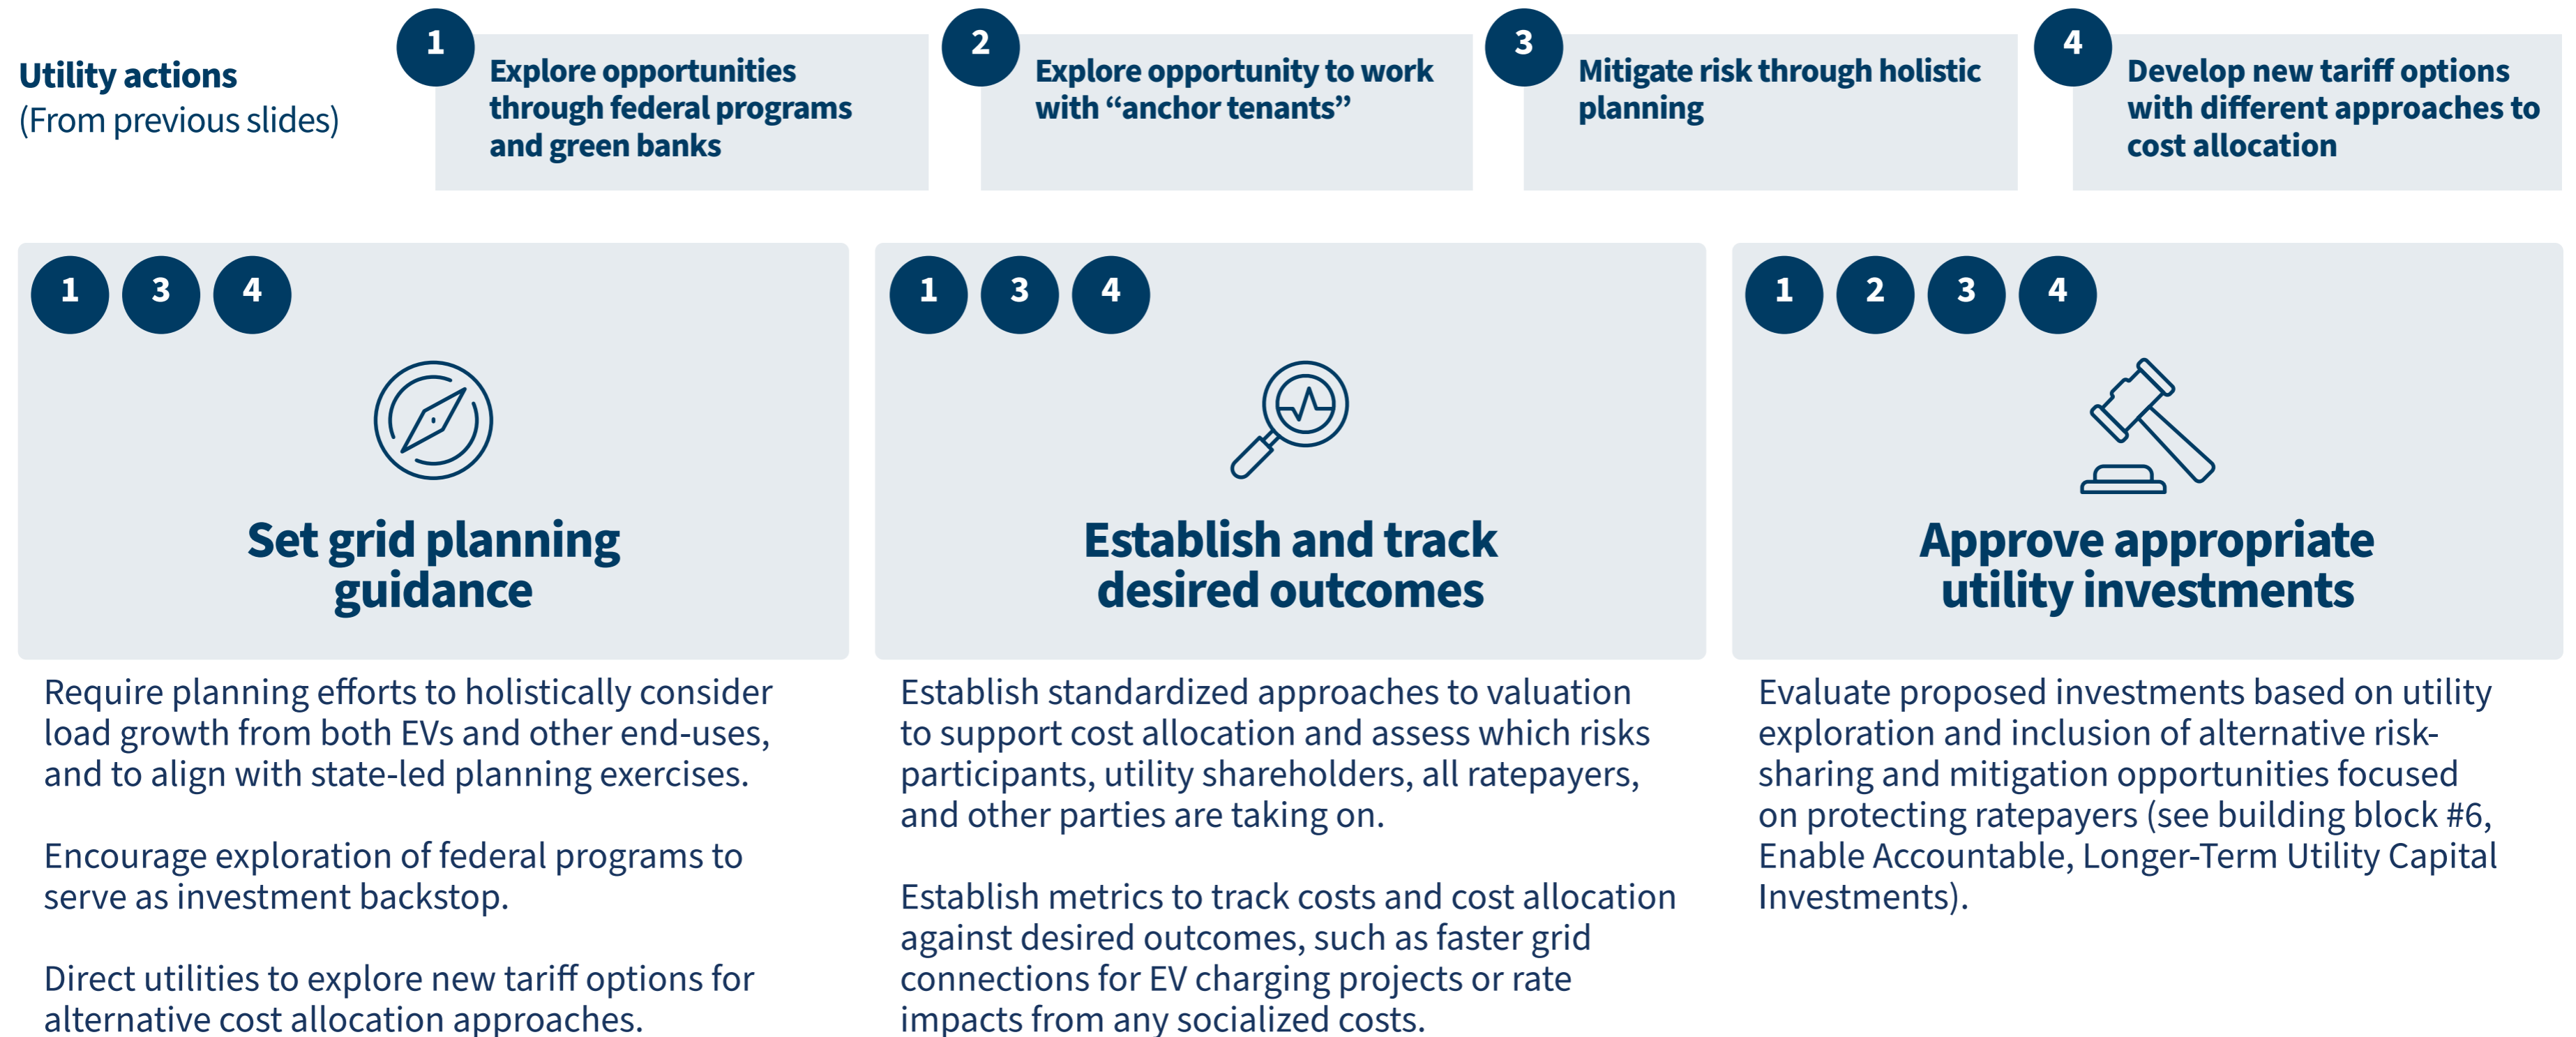 Utility actions
(From previous slides)
1
Explore opportunities
through federal programs
and green banks
2
Explore opportunity to work
with “anchor tenants”
3
Mitigate risk through holistic
planning
4
Develop new tariff options
with different approaches to
cost allocation
1 3 4
Set grid planning
guidance
Require planning efforts to holistically consider
load growth from both EVs and other end-uses,
and to align with state-led planning exercises.
Encourage exploration of federal programs to
serve as investment backstop.
Direct utilities to explore new tariff options for
alternative cost allocation approaches.
1 3 4
Establish and track
desired outcomes
Establish standardized approaches to valuation
to support cost allocation and assess which risks
participants, utility shareholders, all ratepayers,
and other parties are taking on.
Establish metrics to track costs and cost allocation
against desired outcomes, such as faster grid
connections for EV charging projects or rate
impacts from any socialized costs.
1 2 3 4
Approve appropriate
utility investments
Evaluate proposed investments based on utility
exploration and inclusion of alternative risk-
sharing and mitigation opportunities focused
on protecting ratepayers (see building block #6,
Enable Accountable, Longer-Term Utility Capital
Investments).